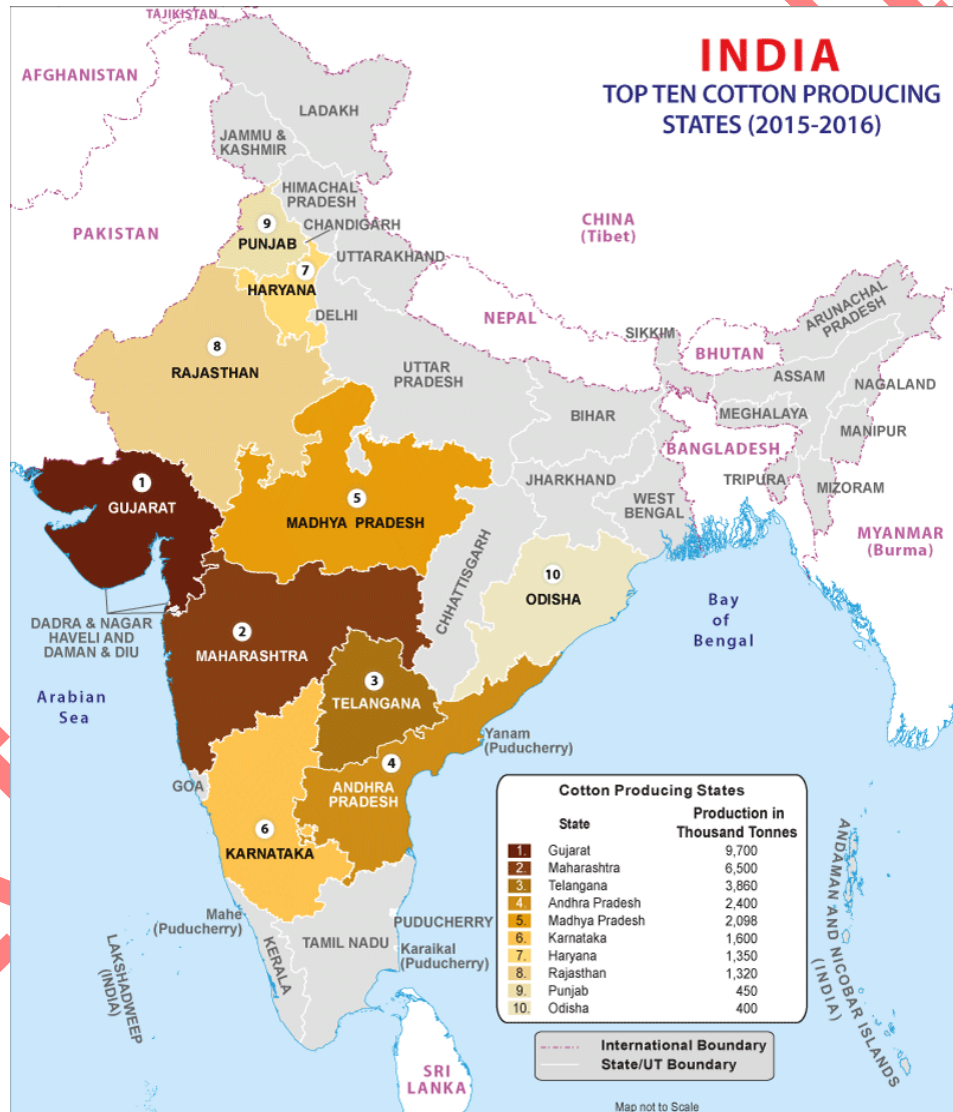 TAJIKISTAN
AFGHANISTAN
INDIA
TOP TEN COTTON PRODUCING
STATES (2015-2016)
LADAKH
JAMMU &
KASHMIR
HIMACHAL
PRADESH
PAKISTAN
9
PUNJAB
CHANDIGARH
CHINA
(Tibet)
UTTARAKHAND
7
HARYANA
DELHI
NEPAL
SIKKIM
ARUNACHAL
PRADESH
BHUTAN
8
RAJASTHAN
UTTAR
PRADESH
ASSAM
NAGALAND
BIHAR
MEGHALAYA
MANIPUR
BANGLADESH
1
GUJARAT
5
MADHYA PRADESH
JHARKHAND
WEST
BENGAL
TRIPURA
MIZORAM
MYANMAR
(Burma)
CHHATTISGARH
10
ODISHA
DADRA & NAGAR
HAVELI AND
DAMAN & DIU
2
MAHARASHTRA
Bay
of
Bengal
Arabian
Sea
3
TELANGANA
Yanam
(Puducherry)
GOA
4
ANDHRA
PRADESH
6
KARNATAKA
Mahe
(Puducherry)
PUDUCHERRY
TAMIL NADU
Karaikal
(Puducherry)
KERALA
LAKSHADWEEP
(INDIA)
SRI
LANKA
ANDAMAN AND NICOBAR ISLANDS
(INDIA)
Cotton Producing States
State Production in
Thousand Tonnes
1. Gujarat 9,700
2. Maharashtra 6,500
3. Telangana 3,860
4. Andhra Pradesh 2,400
5. Madhya Pradesh 2,098
6. Karnataka 1,600
7. Haryana 1,350
8. Rajasthan 1,320
9. Punjab 450
10. Odisha 400
International Boundary
State/UT Boundary
Map not to Scale